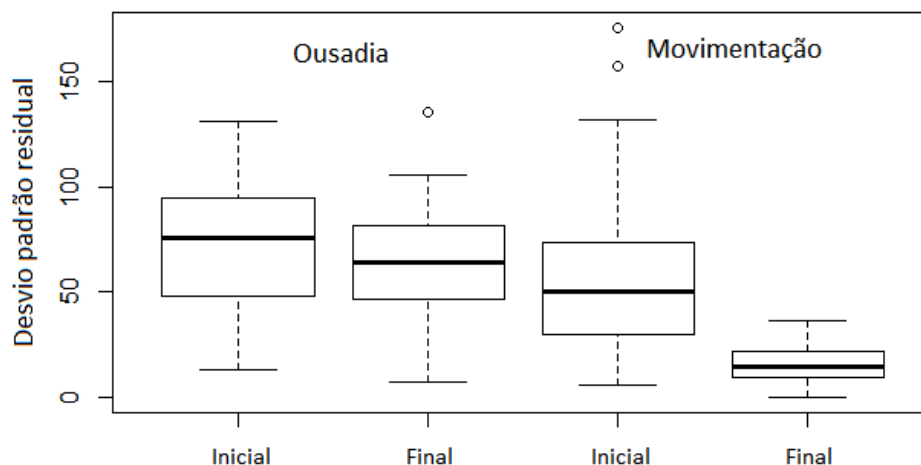 Ousadia
Movimentação
Desvio padrão residual
150
100
50
0
Inicial
Final
Inicial
Final